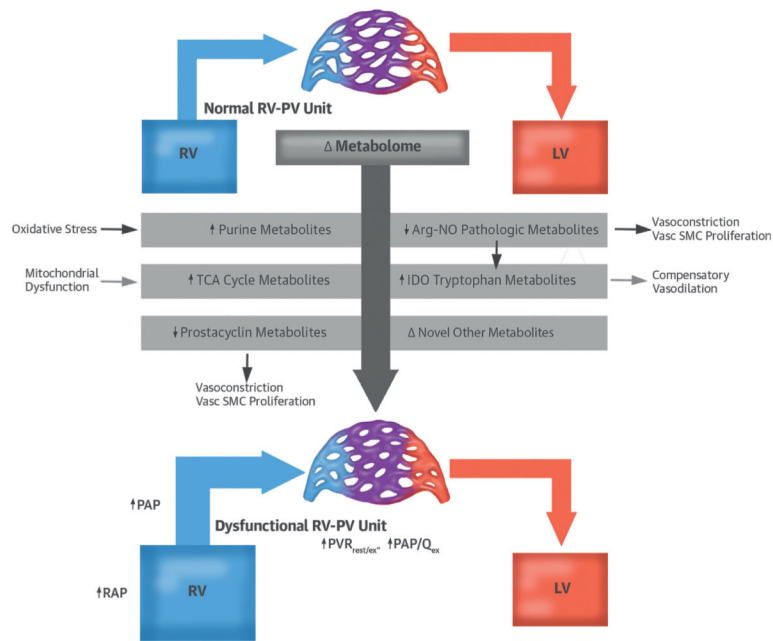 Normal RV-PV Unit
RV
Δ Metabolome
LV
Oxidative Stress
↑ Purine Metabolites
↓ Arg-NO Pathologic Metabolites
Vasoconstriction
Vasc SMC Proliferation
Mitochondrial
Dysfunction
↑ TCA Cycle Metabolites
↑ IDO Tryptophan Metabolites
Compensatory
Vasodilation
↓ Prostacyclin Metabolites
Δ Novel Other Metabolites
Vasoconstriction
Vasc SMC Proliferation
↑PAP
Dysfunctional RV-PV Unit
↑PVRrest/ex" ↑PAP/Qex
↑RAP
RV
LV